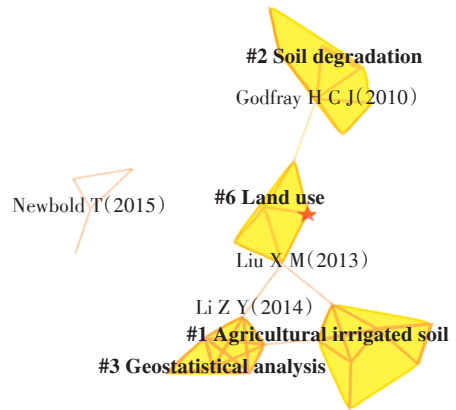 #2 Soil degradation
Godfray H C J(2010)
#6 Land use
Newbold T(2015)
Liu X M(2013)
Li Z Y(2014)
#1 Agricultural irrigated soil
#3 Geostatistical analysis